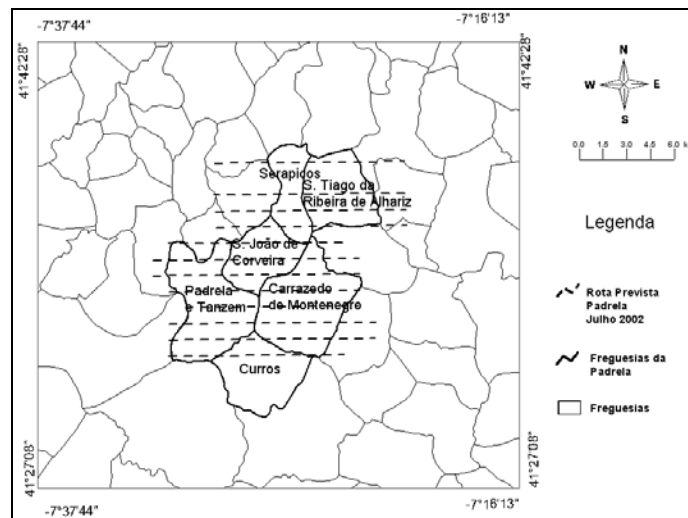 -7°37'44"
-7°16'13"
41°42'28"
41°42'28"
N
W
E
S
0.0 1.5 3.0 4.5 6.0 k
Serapicos
S. Tiago da
Ribeira de Alhariz
Legenda
S. João de
Corveira
Padrela
e Tanzem
Carrazedo
de Montenegro
Rota Prevista
Padrela
Julho 2002
Freguesias da
Padrela
Curros
Freguesias
41°27'08"
41°27'08"
-7°37'44"
-7°16'13"